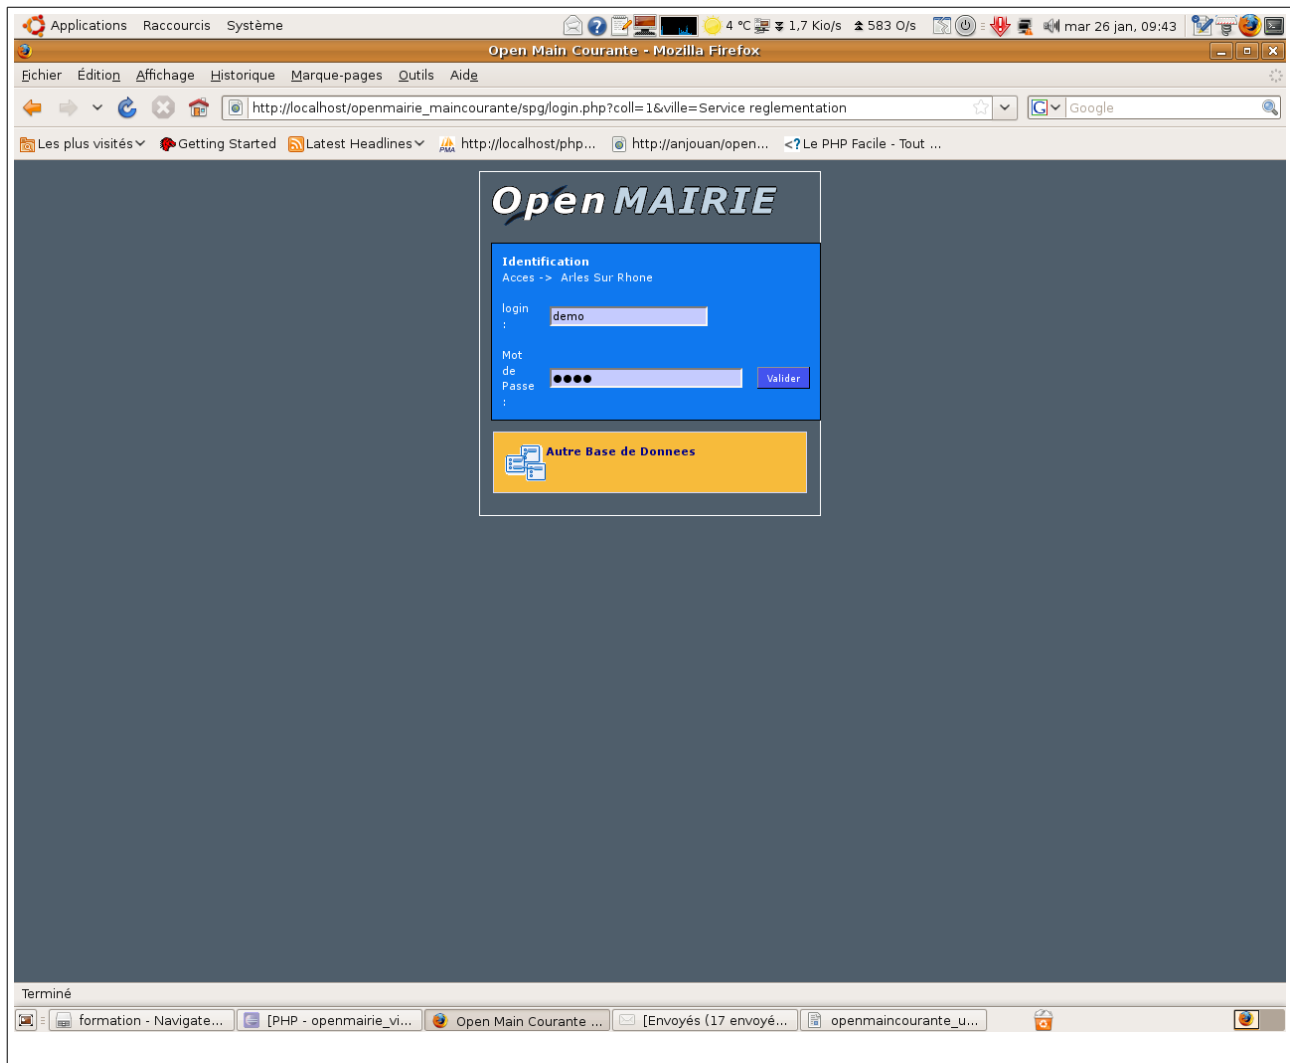 Applications Raccourcis Système 4 °C 1,7 Kio/s 583 O/s mar 26 jan, 09:43
Open Main Courante - Mozilla Firefox
Fichier Édition Affichage Historique Marque-pages Outils Aide
http://localhost/openmairie_maincourante/spg/login.php?coll=1&ville=Service reglementation G Google
Les plus visités Getting Started Latest Headlines PMA http://localhost/php... http://anjouan/open... <? Le PHP Facile - Tout ...
Open MAIRIE
Identification
Acces -> Arles Sur Rhone
login
:
demo
Mot
de
Passe
:
●●●●
Valider
Autre Base de Donnees
Terminé
formation - Navigate... [PHP - openmairie_vi... Open Main Courante ... [Envoyés (17 envoyé... openmaincourante_u...